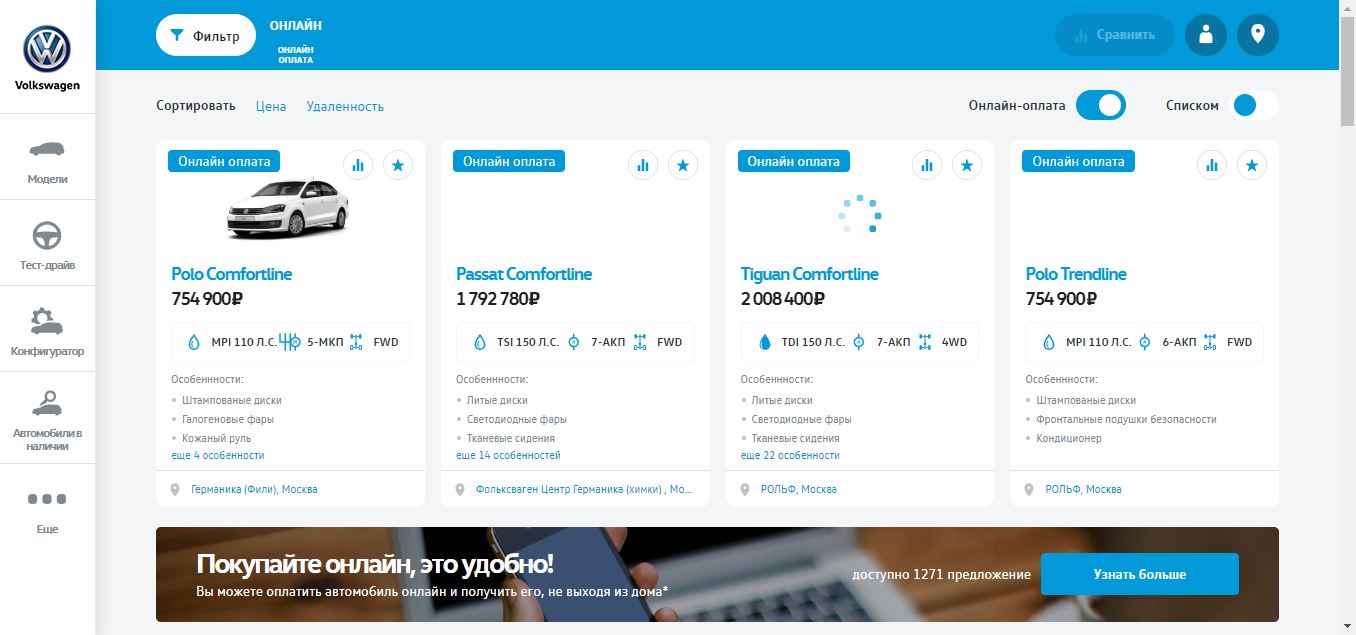 Фильтр
ОНЛАЙН
ОНЛАЙН
ОПЛАТА
Сравнить
Volkswagen
Модели
Тест-драйв
Конфигуратор
Автомобили в
наличии
Еще
Сортировать Цена Удаленность
Онлайн-оплата Списком
Онлайн оплата
Polo Comfortline
754 900₽
MPI 110 Л.С. 5-МКП FWD
Особеннности:
Штампованые диски
Галогеновые фары
Кожаный руль
еще 4 особенности
Германика (Фили), Москва
Онлайн оплата
Passat Comfortline
1 792 780₽
TSI 150 Л.С. 7-АКП FWD
Особеннности:
Литые диски
Светодиодные фары
Тканевые сидения
еще 14 особенностей
Фольксваген Центр Германика (химки) , Мо...
Онлайн оплата
Tiguan Comfortline
2 008 400₽
TDI 150 Л.С. 7-АКП 4WD
Особеннности:
Литые диски
Светодиодные фары
Тканевые сидения
еще 22 особенности
РОЛЬФ, Москва
Онлайн оплата
Polo Trendline
754 900₽
MPI 110 Л.С. 6-АКП FWD
Особеннности:
Штампованые диски
Фронтальные подушки безопасности
Кондиционер
РОЛЬФ, Москва
Покупайте онлайн, это удобно!
Вы можете оплатить автомобиль онлайн и получить его, не выходя из дома*
доступно 1271 предложение
Узнать больше